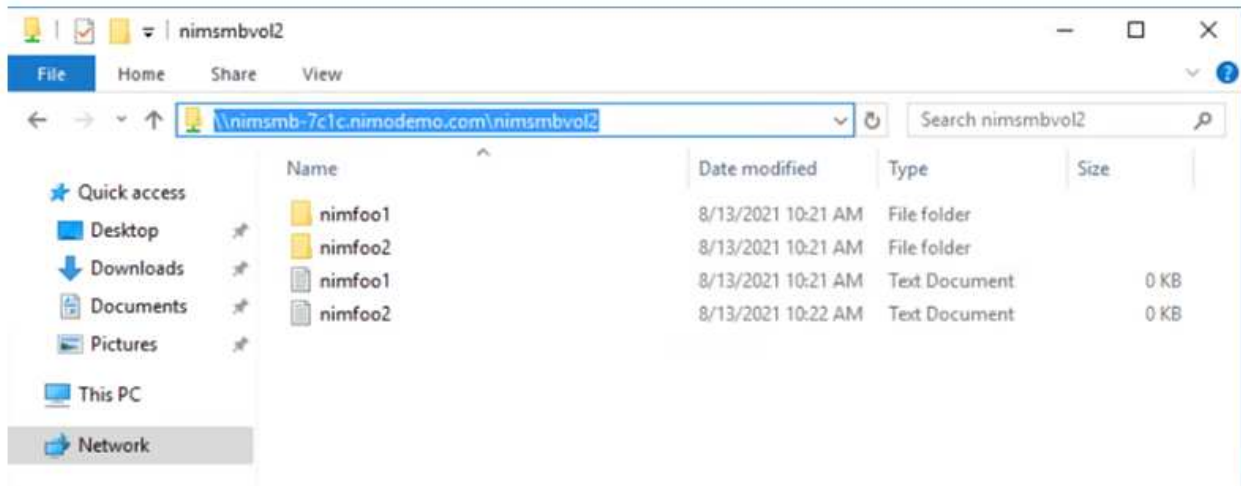 nimsmbvol2
File Home Share View
\\nimsmb-7c1c.nimodemo.com\nimsmbvol2 Search nimsmbvol2
Name Date modified Type Size
Quick access
Desktop
Downloads
Documents
Pictures
This PC
Network
nimfoo1 8/13/2021 10:21 AM File folder
nimfoo2 8/13/2021 10:21 AM File folder
nimfoo1 8/13/2021 10:21 AM Text Document 0 KB
nimfoo2 8/13/2021 10:22 AM Text Document 0 KB